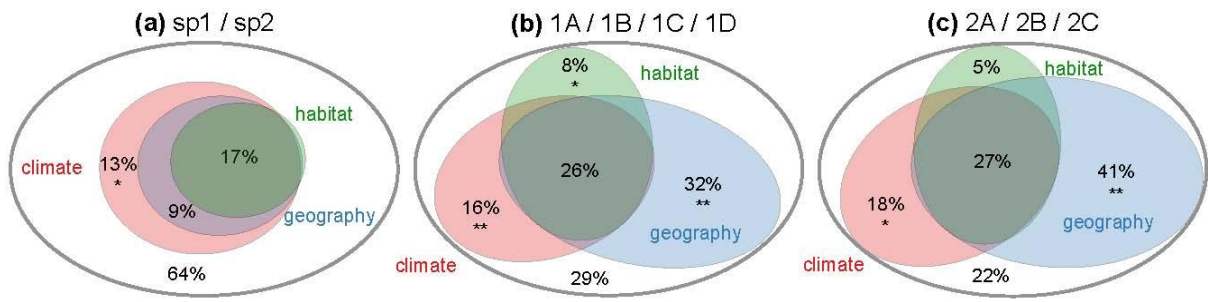 (a) sp1 / sp2
habitat
climate
13%
*
17%
9%
geography
64%
(b) 1A / 1B / 1C / 1D
8%
*
habitat
26%
32%
**
16%
**
geography
climate
29%
(c) 2A / 2B / 2C
5%
habitat
27%
41%
**
18%
*
geography
climate
22%